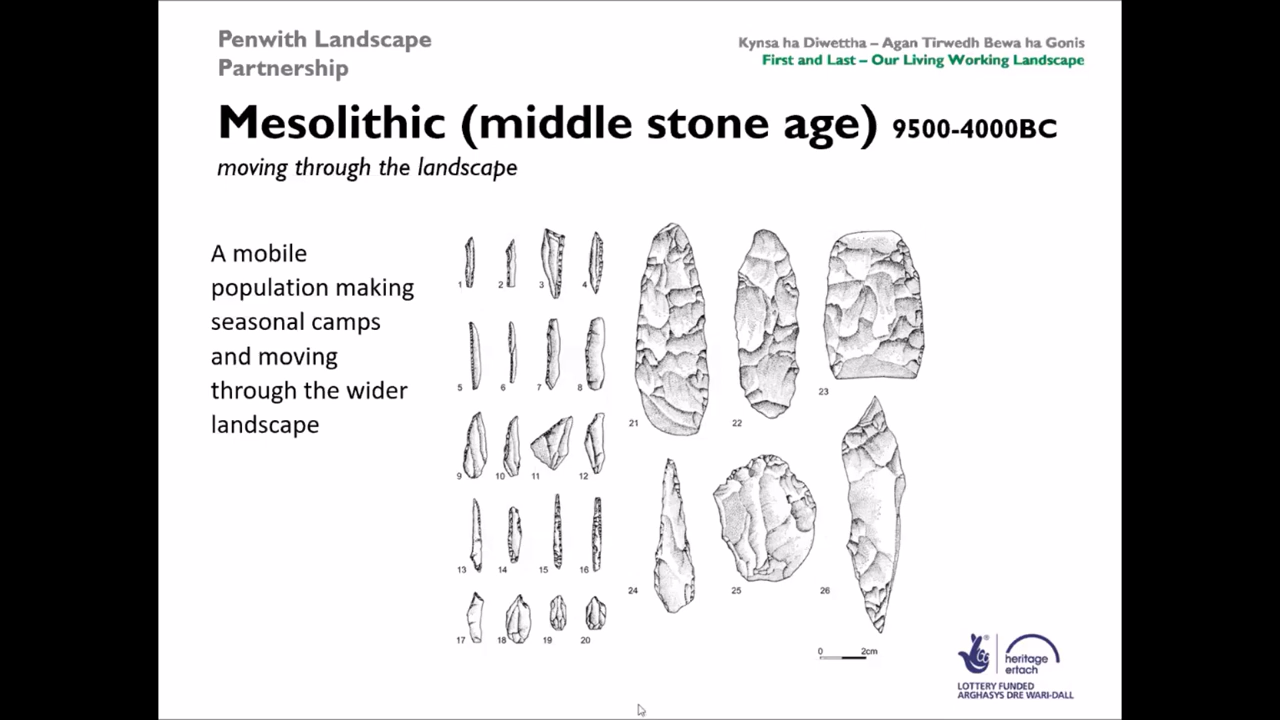 Penwith Landscape
Partnership
Kynsa ha Diwettha – Agan Tirwedh Bewa ha Gonis
First and Last – Our Living Working Landscape
Mesolithic (middle stone age) 9500-4000BC
moving through the landscape
A mobile
population making
seasonal camps
and moving
through the wider
landscape
1 2 3 4
5 6 7 8
9 10 11 12
13 14 15 16
17 18 19 20
21 22 23
24 25 26
0 2cm
heritage
ertach
LOTTERY FUNDED
ARGHASYS DRE WARI-DALL